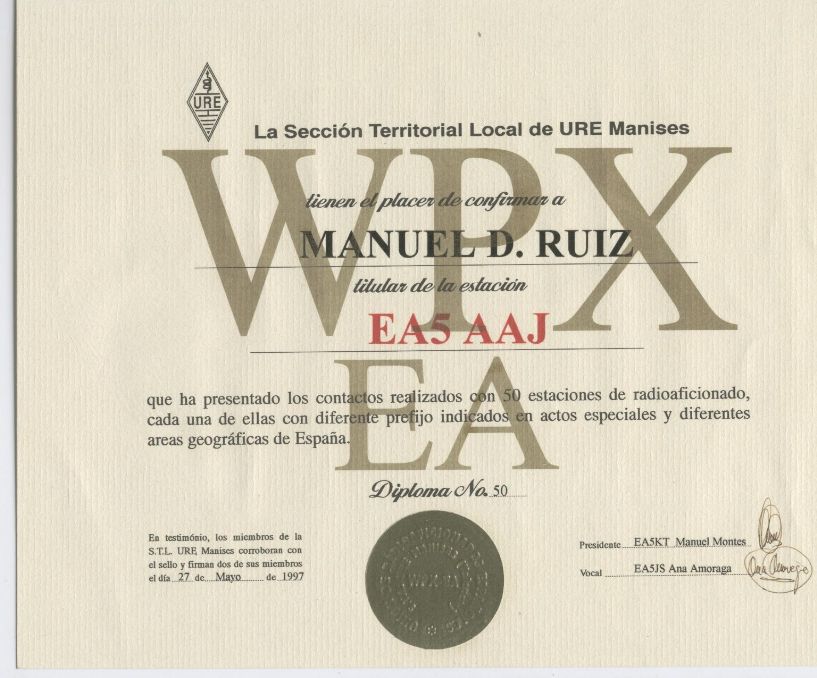 URE
La Sección Territorial Local de URE Manises
WPX
tienen el placer de confirmar a
MANUEL D. RUIZ
titular de la estación
EA5 AAJ
EA
que ha presentado los contactos realizados con 50 estaciones de radioaficionado,
cada una de ellas con diferente prefijo indicados en actos especiales y diferentes
areas geográficas de España.
Diploma No. 50
En testimónio, los miembros de la
S.T.L. URE Manises corroboran con
el sello y firman dos de sus miembros
el día 27 de Mayo de 1997
WPX EA
Presidente EA5KT Manuel Montes
Vocal EA5JS Ana Amoraga